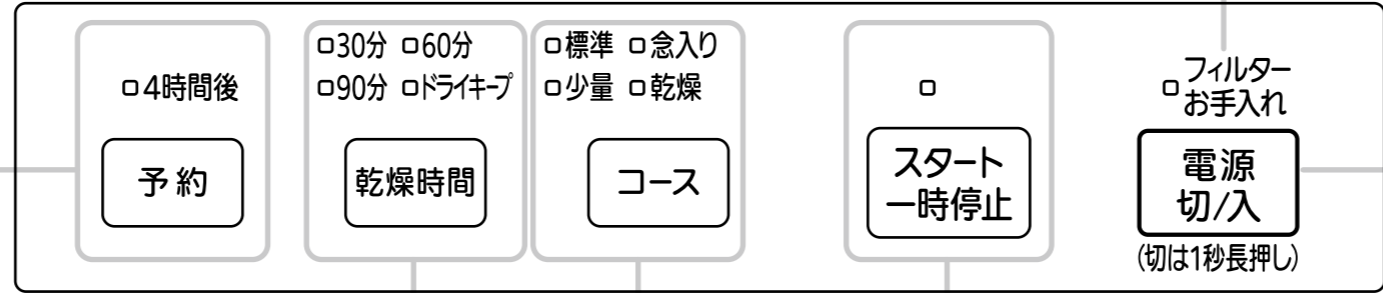 4時間後
予約
30分 60分
90分 ドライキープ
乾燥時間
標準 念入り
少量 乾燥
コース
スタート
一時停止
フィルター
お手入れ
電源
切/入
(切は1秒長押し)